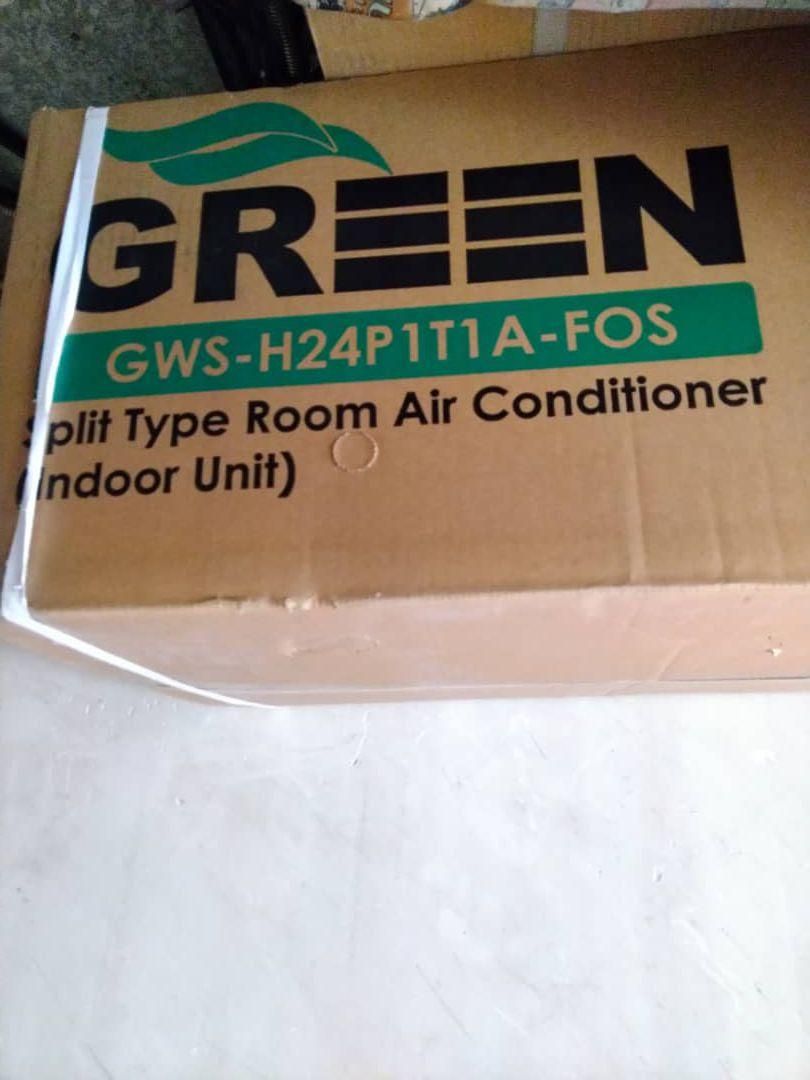 GREEN
GWS-H24P1T1A-FOS
Split Type Room Air Conditioner
(Indoor Unit)